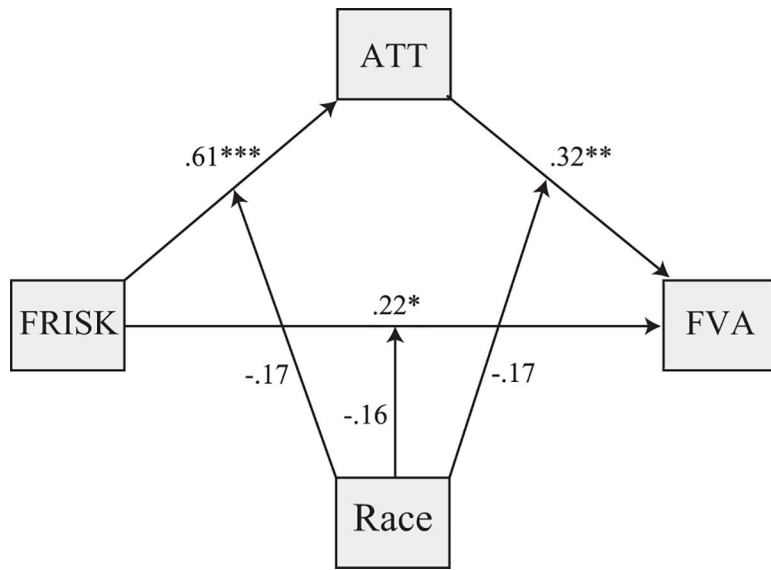 ATT
.61***
.32**
FRISK
.22*
FVA
-.17
-.16
-.17
Race